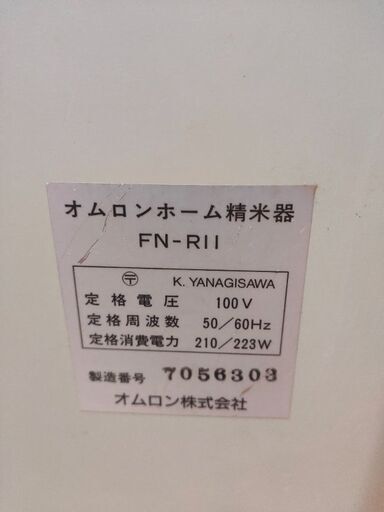 オムロンホーム精米器
FN-R11
〒 K. YANAGISAWA
定格電圧 100V
定格周波数 50/60Hz
定格消費電力 210/223W
製造番号 7056303
オムロン株式会社